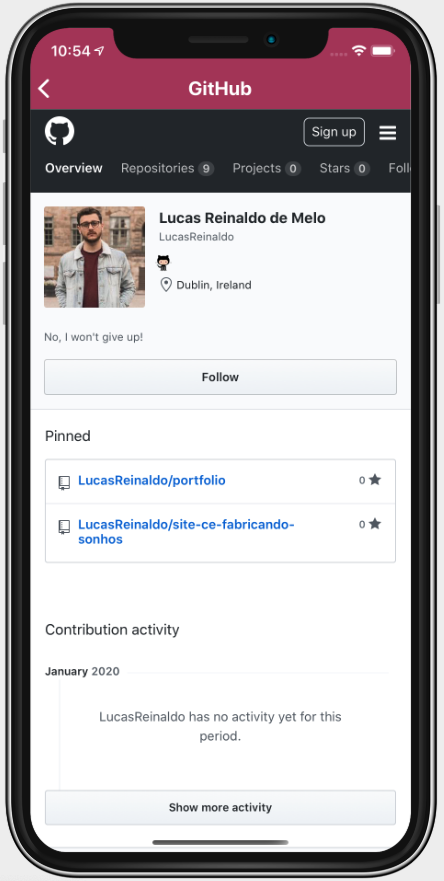 10:54
GitHub
Sign up
Overview Repositories 9 Projects 0 Stars 0 Foll
Lucas Reinaldo de Melo
LucasReinaldo
Dublin, Ireland
No, I won't give up!
Follow
Pinned
LucasReinaldo/portfolio 0
LucasReinaldo/site-ce-fabricando-
sonhos 0
Contribution activity
January 2020
LucasReinaldo has no activity yet for this
period.
Show more activity